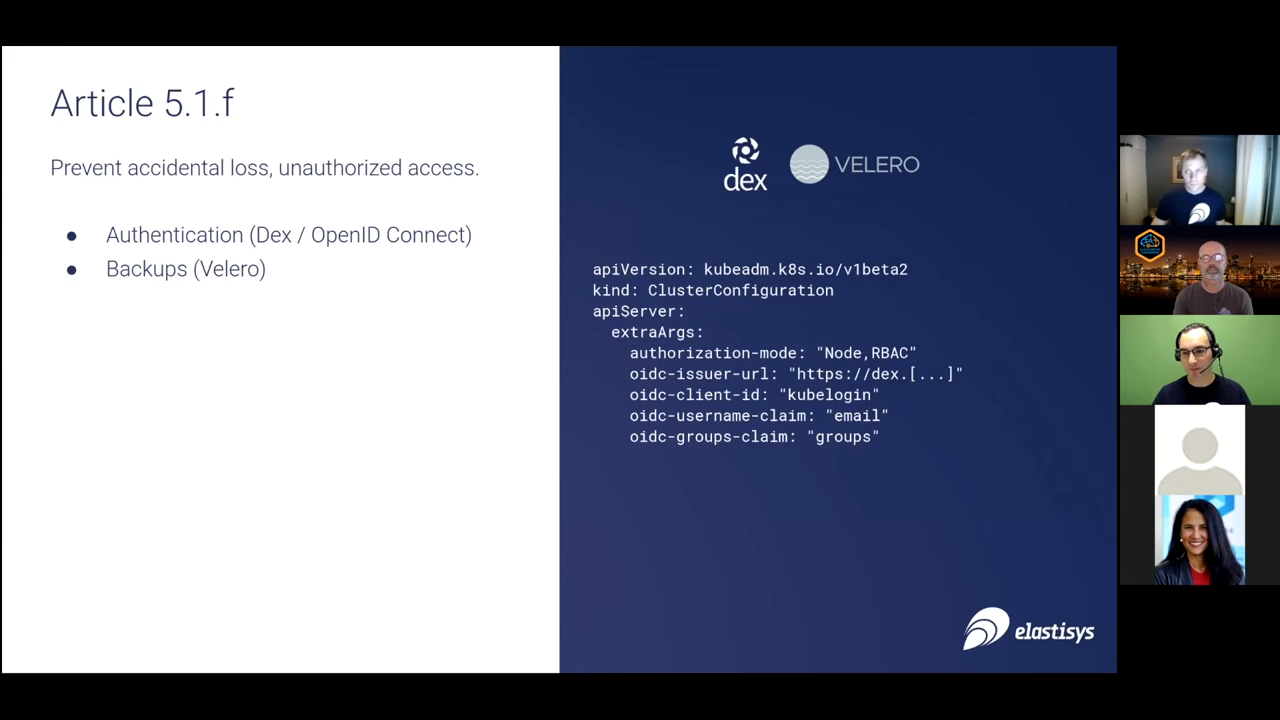 Article 5.1.f
Prevent accidental loss, unauthorized access.
● Authentication (Dex / OpenID Connect)
● Backups (Velero)
dex
VELERO
apiVersion: kubeadm.k8s.io/v1beta2
kind: ClusterConfiguration
apiServer:
  extraArgs:
    authorization-mode: "Node,RBAC"
    oidc-issuer-url: "https://dex.[...]"
    oidc-client-id: "kubelogin"
    oidc-username-claim: "email"
    oidc-groups-claim: "groups"
elastisys